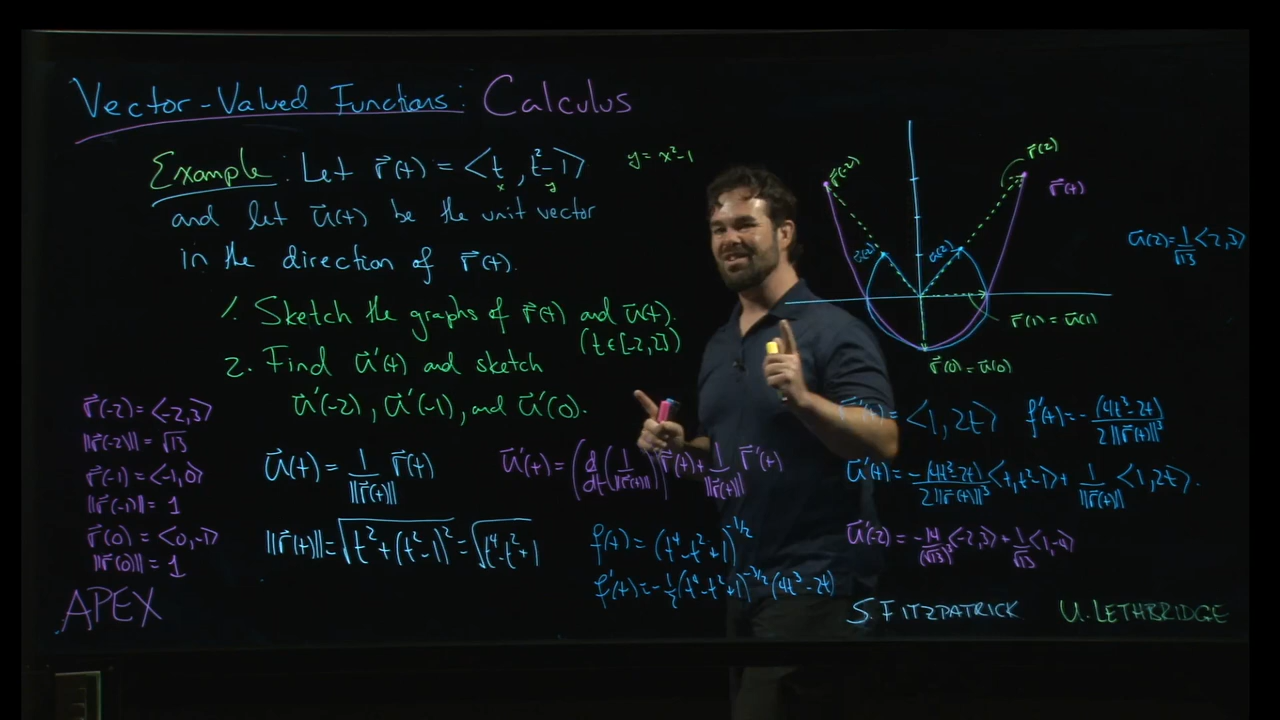 Vector-Valued Functions: Calculus
Example: Let r⃗(t) = <t, t²-1>
x y
y = x²-1
and let u⃗(t) be the unit vector
in the direction of r⃗(t).
1. Sketch the graphs of r⃗(t) and u⃗(t).
(t∈[-2,2])
2. Find u⃗'(t) and sketch
u⃗'(-2), u⃗'(-1), and u⃗'(0).
r⃗(-2) = <-2,3>
||r⃗(-2)|| = √13
r⃗(-1) = <-1,0>
||r⃗(-1)|| = 1
r⃗(0) = <0,-1>
||r⃗(0)|| = 1
u⃗(t) = 1/||r⃗(t)|| r⃗(t)
||r⃗(t)|| = √(t²+(t²-1)²) = √(t⁴-t²+1)
u⃗'(t) = (d/dt(1/||r⃗(t)||)) r⃗(t) + 1/||r⃗(t)|| r⃗'(t)
f(t) = (t⁴-t²+1)^-1/2
f'(t) = -1/2(t⁴-t²+1)^-3/2 (4t³-2t)
r⃗(-2)
r⃗(2)
r⃗(t)
u⃗(-2)
u⃗(2)
u⃗(2) = 1/√13 <2,3>
r⃗(1) = u⃗(1)
r⃗(0) = u⃗(0)
r⃗'(t) = <1,2t>
f'(t) = -(4t³-2t)/2||r⃗(t)||³
u⃗'(t) = -(4t³-2t)/2||r⃗(t)||³ <t,t²-1> + 1/||r⃗(t)|| <1,2t>.
u⃗'(-2) = -14/(√13)³ <-2,3> + 1/√13 <1,-4>
APEX
S. FITZPATRICK U. LETHBRIDGE